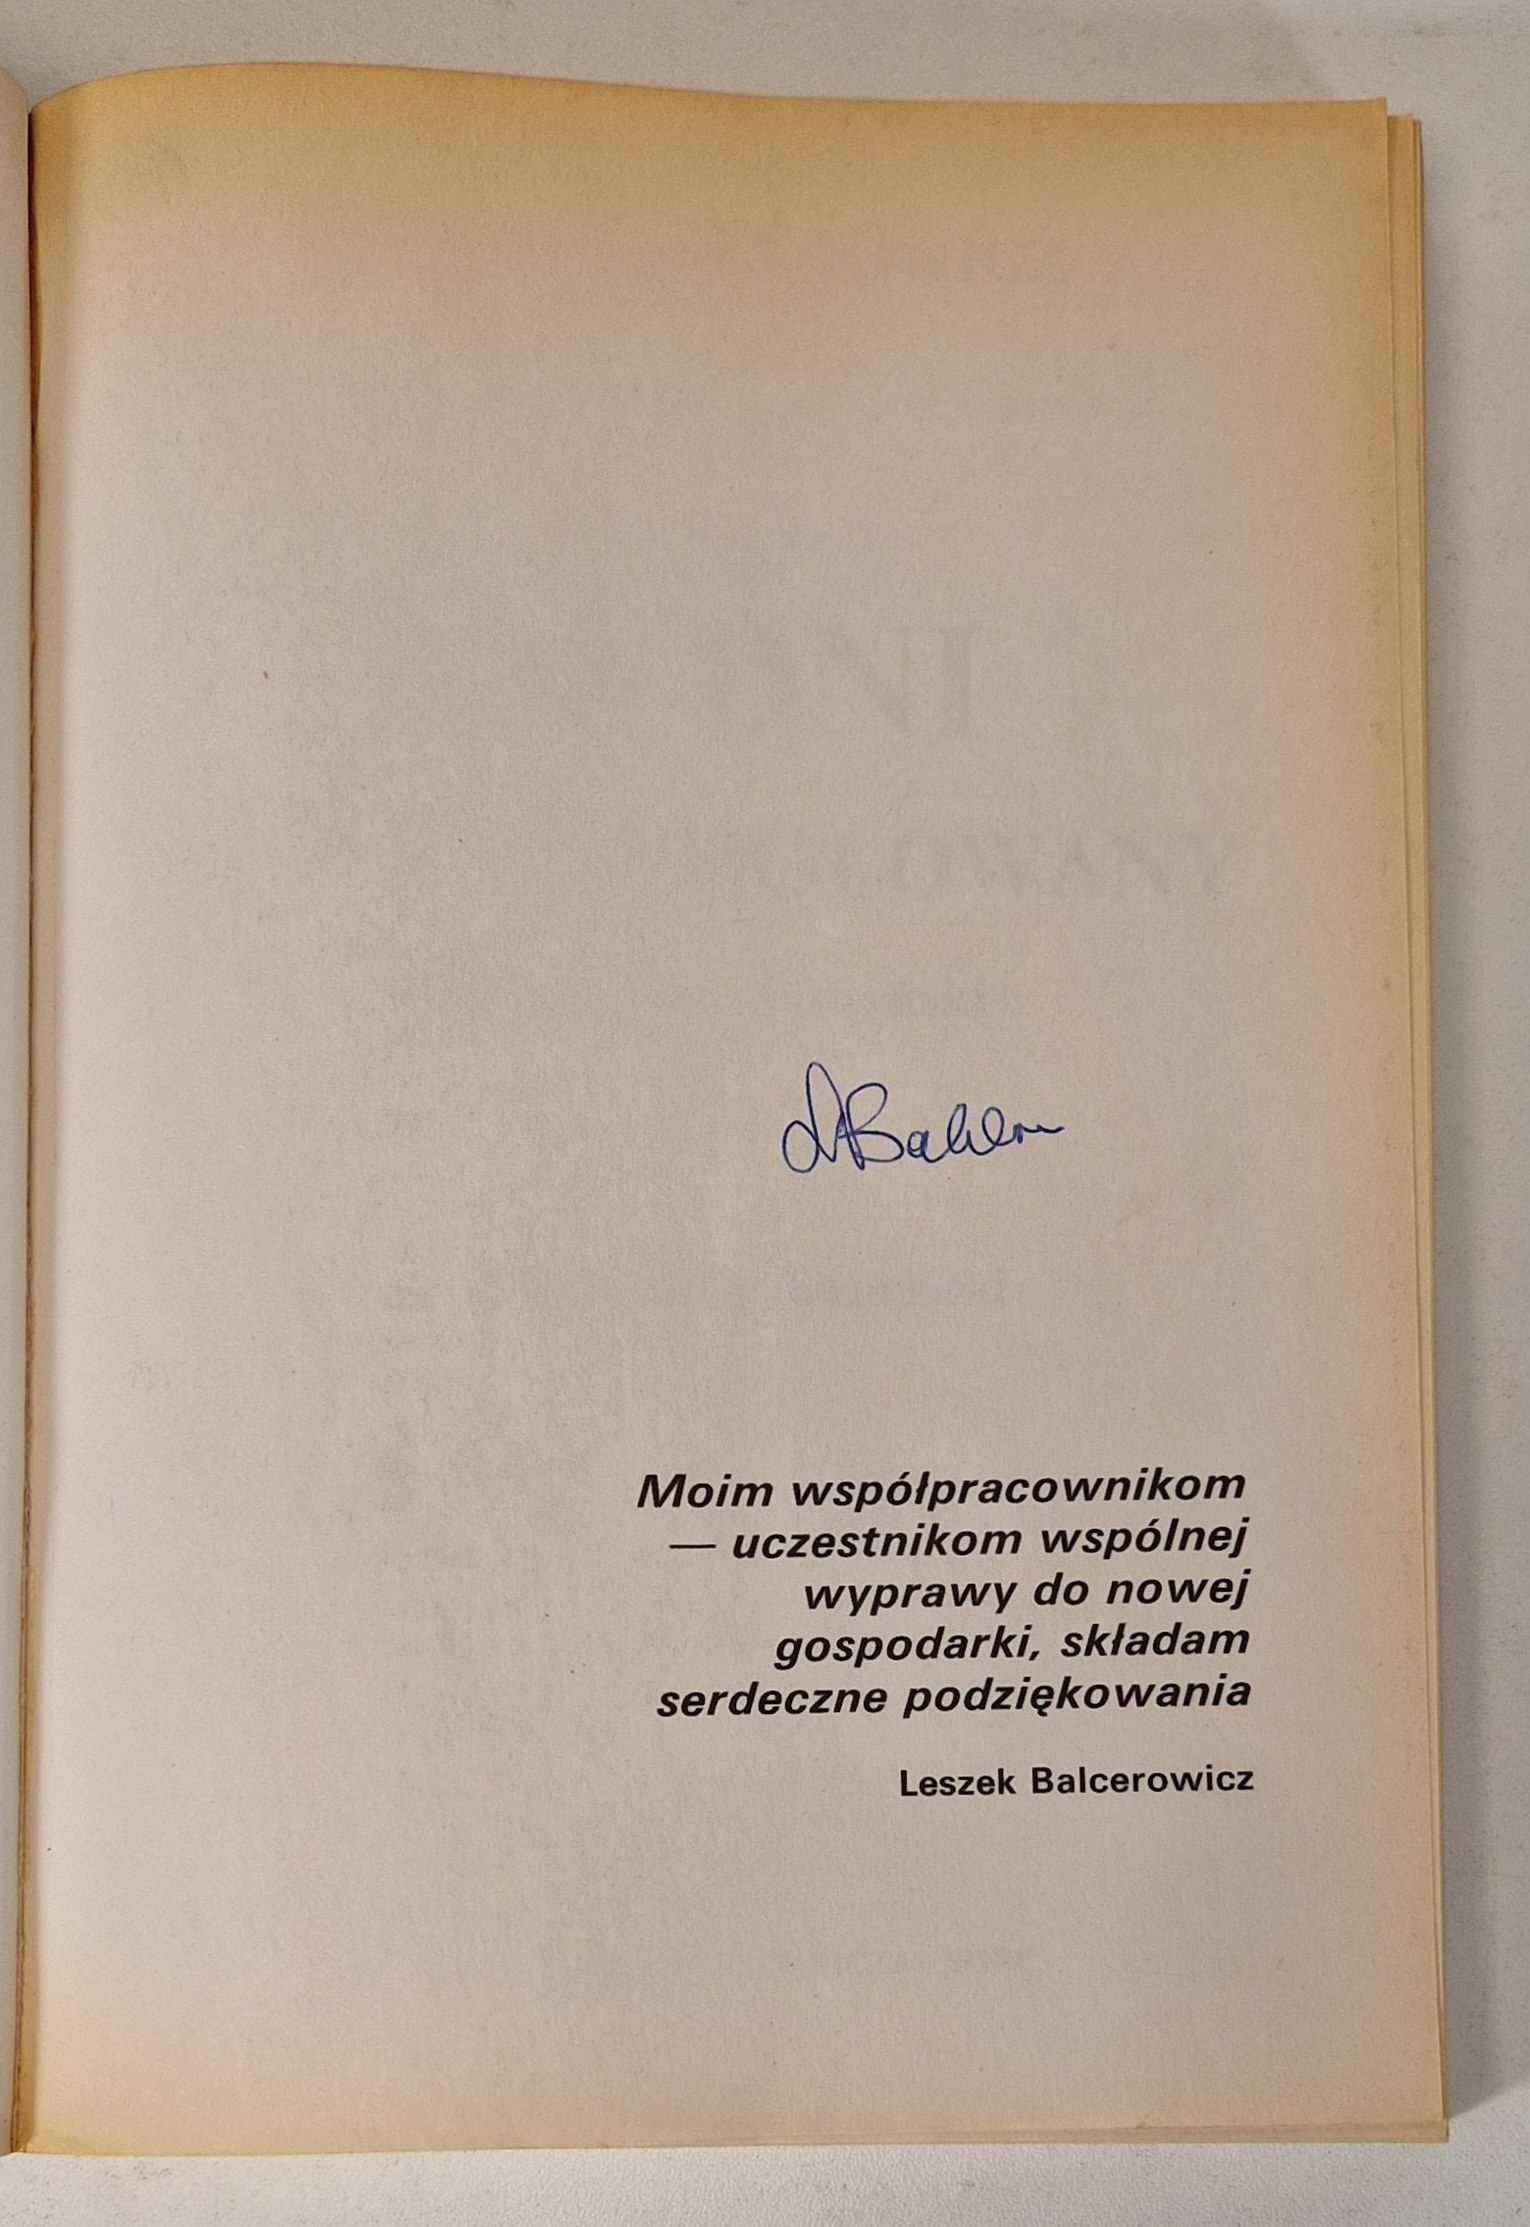 Moim współpracownikom
— uczestnikom wspólnej
wyprawy do nowej
gospodarki, składam
serdeczne podziękowania
Leszek Balcerowicz